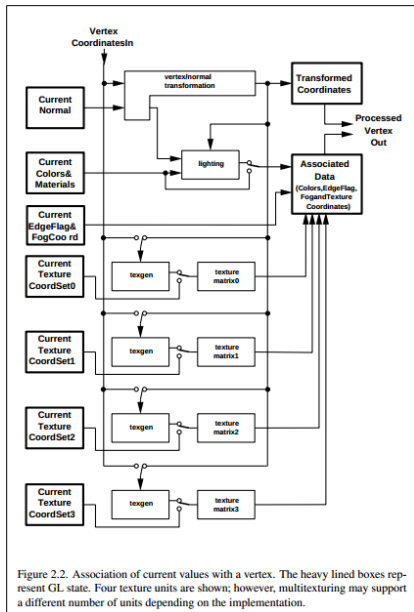 Vertex
CoordinatesIn
vertex/normal
transformation
Transformed
Coordinates
Current
Normal
Processed
Vertex
Out
Current
Colors&
Materials
lighting
Associated
Data
(Colors,EdgeFlag,
FogandTexture
Coordinates)
Current
EdgeFlag&
FogCoo rd
Current
Texture
CoordSet0
texgen
texture
matrix0
Current
Texture
CoordSet1
texgen
texture
matrix1
Current
Texture
CoordSet2
texgen
texture
matrix2
Current
Texture
CoordSet3
texgen
texture
matrix3
Figure 2.2. Association of current values with a vertex. The heavy lined boxes rep-
resent GL state. Four texture units are shown; however, multitexturing may support
a different number of units depending on the implementation.